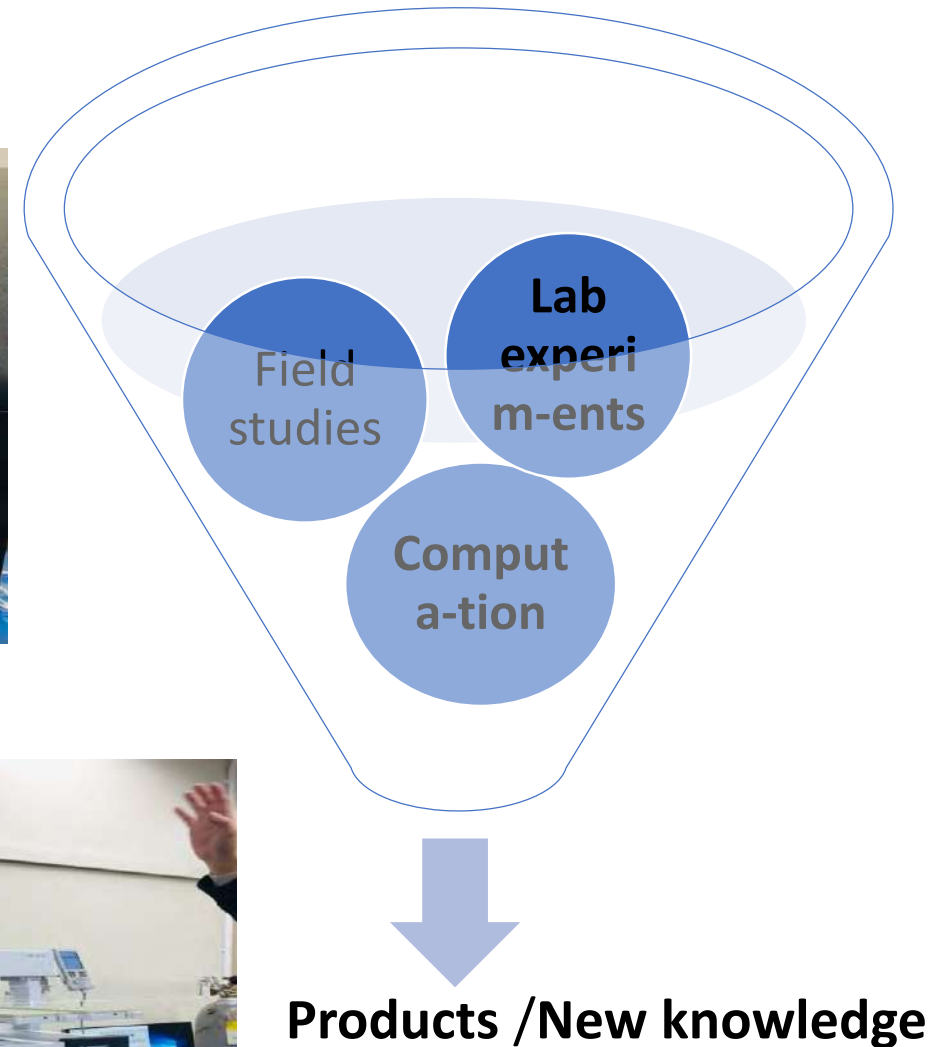 Lab
experi
m-ents
Field
studies
Comput
a-tion
Products /New knowledge